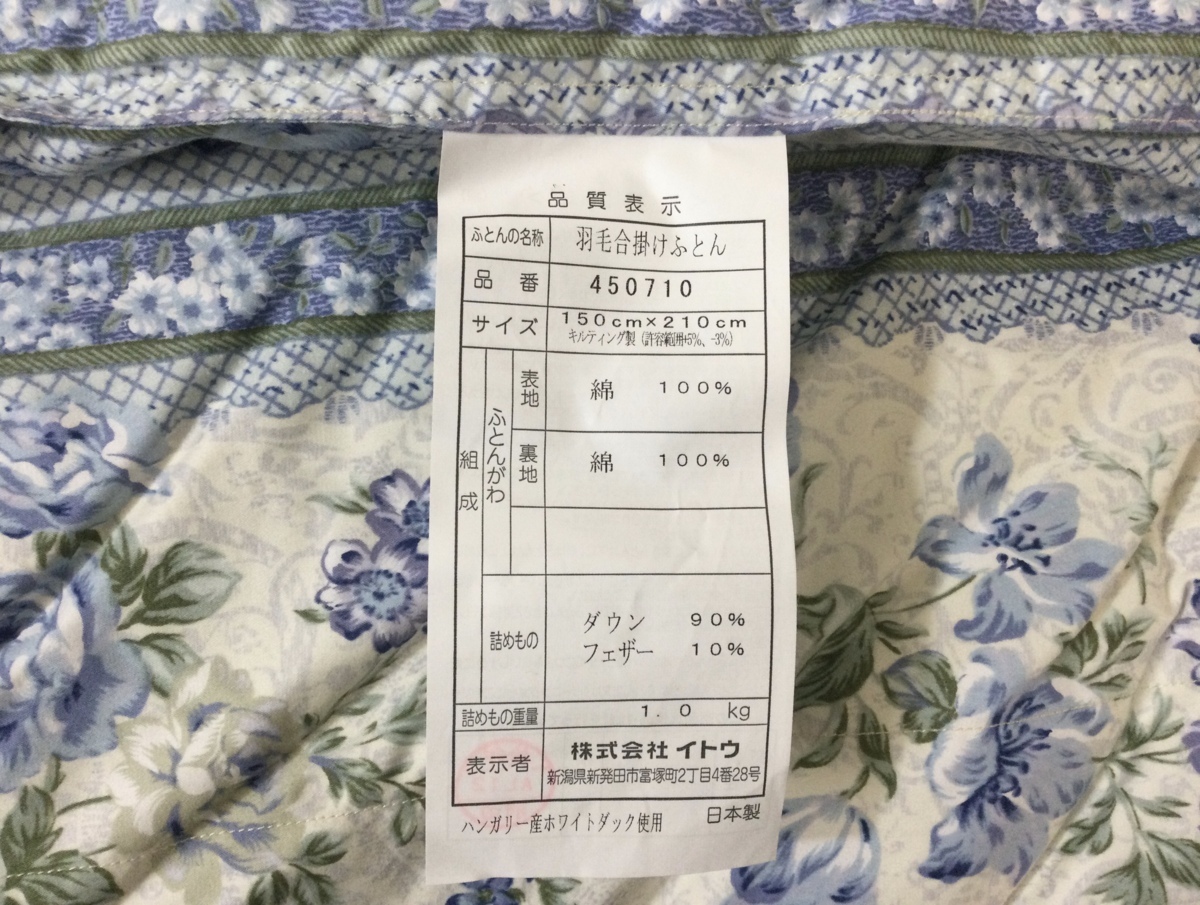 品質表示
ふとんの名称 羽毛合掛けふとん
品番 450710
サイズ 150cm×210cm
キルティング製（許容範囲+5%、-3%）
組成
ふとんがわ
表地 綿 100%
裏地 綿 100%
詰めもの ダウン 90%
フェザー 10%
詰めもの重量 1.0 kg
表示者 株式会社 イトウ
新潟県新発田市富塚町2丁目4番28号
ハンガリー産ホワイトダック使用 日本製